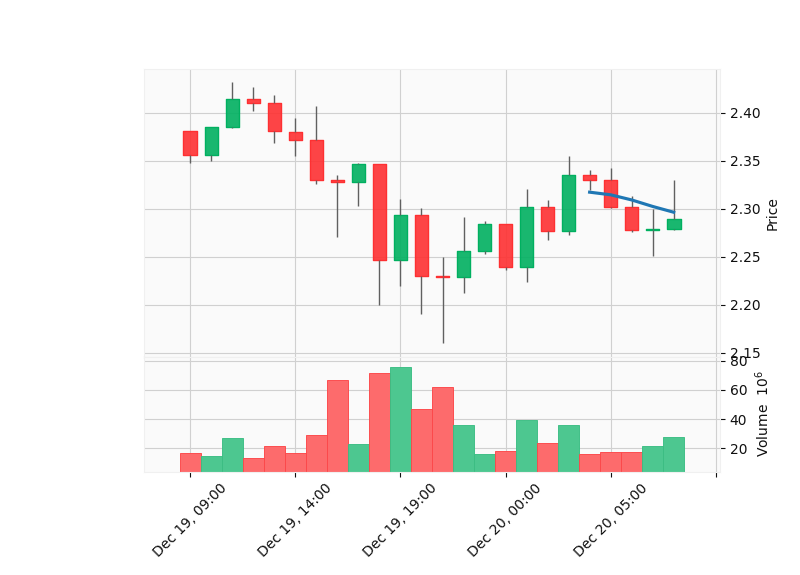 2.40
2.35
2.30
2.25
2.20
2.15
Price
80
60
40
20
Volume 10^6
Dec 19, 09:00
Dec 19, 14:00
Dec 19, 19:00
Dec 20, 00:00
Dec 20, 05:00